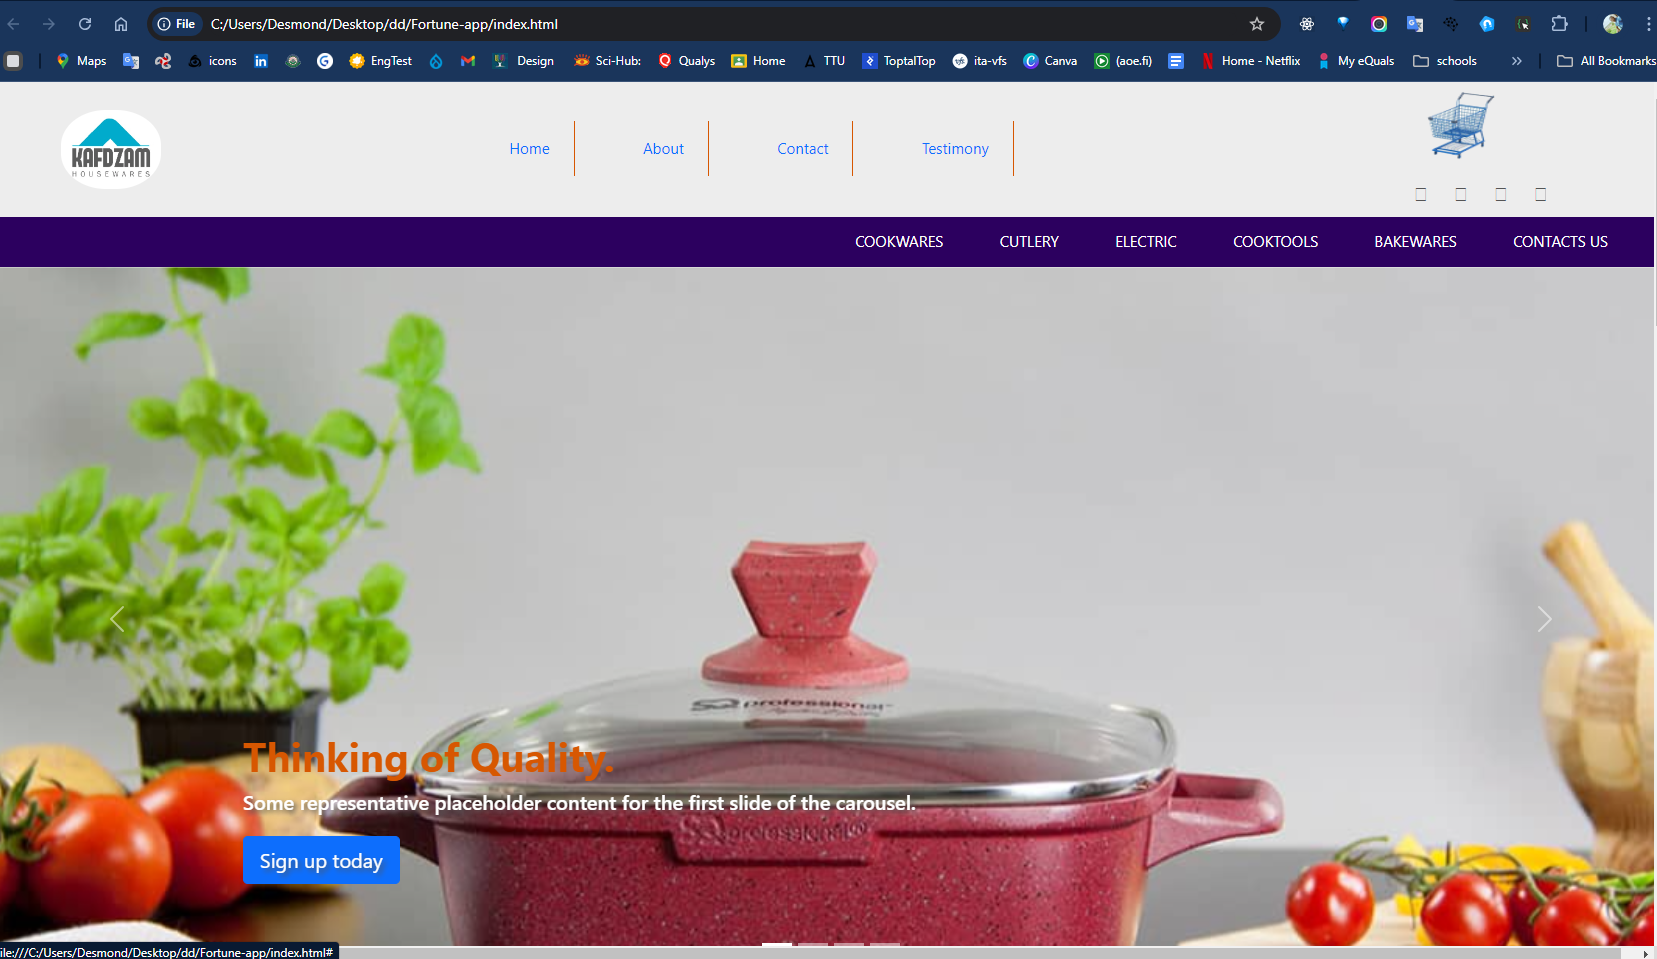 File C:/Users/Desmond/Desktop/dd/Fortune-app/index.html
Maps icons EngTest Design Sci-Hub: Qualys Home TTU ToptalTop ita-vfs Canva (aoe.fi) Home - Netflix My eQuals schools » All Bookmarks
KAFDZAM
HOUSEWARES
Home About Contact Testimony
COOKWARES CUTLERY ELECTRIC COOKTOOLS BAKEWARES CONTACTS US
professional
Thinking of Quality.
Some representative placeholder content for the first slide of the carousel.
professional
Sign up today
ile:///C:/Users/Desmond/Desktop/dd/Fortune-app/index.html#